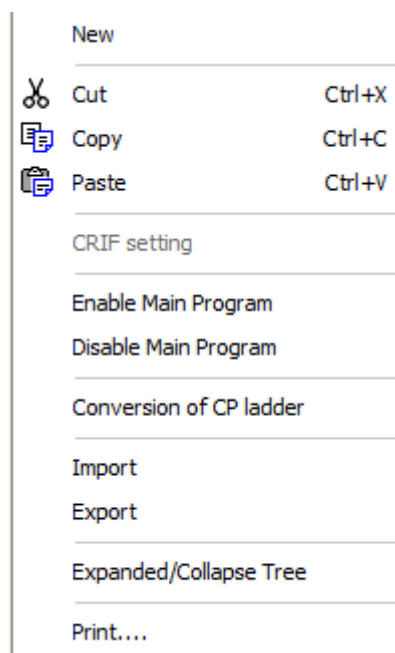 New
Cut Ctrl+X
Copy Ctrl+C
Paste Ctrl+V
CRIF setting
Enable Main Program
Disable Main Program
Conversion of CP ladder
Import
Export
Expanded/Collapse Tree
Print....